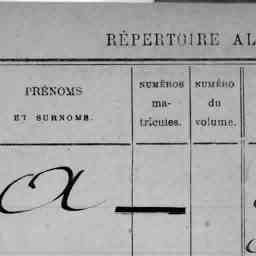 RÉPERTOIRE AL
PRÉNOMS
ET SURNOMS.
NUMÉROS
ma-
tricules.
NUMÉRO
du
volume.
a —